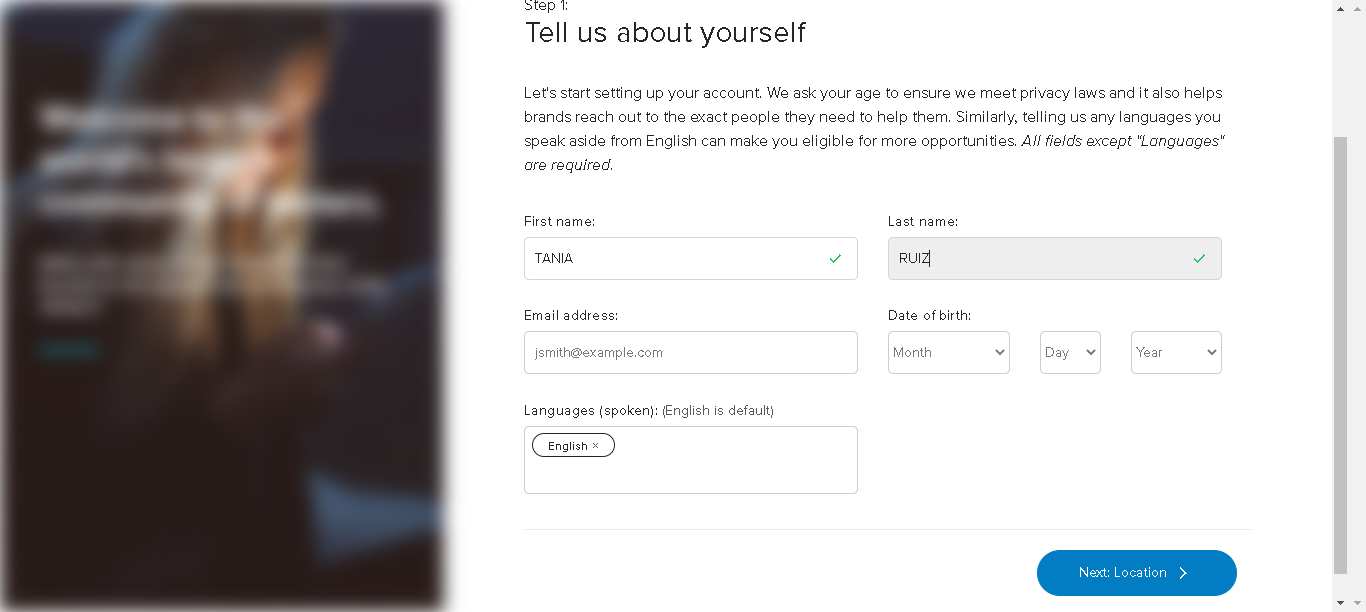 Step 1:
Tell us about yourself
Let's start setting up your account. We ask your age to ensure we meet privacy laws and it also helps
brands reach out to the exact people they need to help them. Similarly, telling us any languages you
speak aside from English can make you eligible for more opportunities. All fields except "Languages"
are required.
First name:
Last name:
TANIA
RUIZ
Email address:
Date of birth:
jsmith@example.com
Month
Day
Year
Languages (spoken): (English is default)
English ×
Next: Location